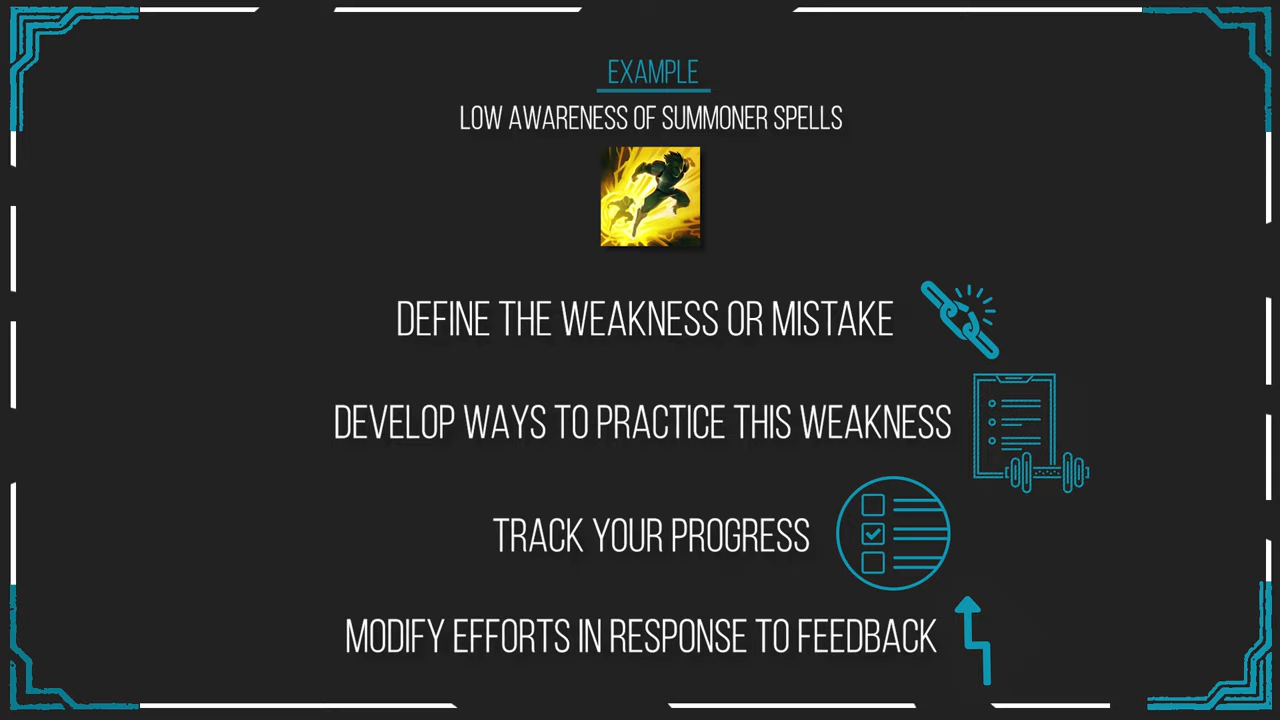 EXAMPLE
LOW AWARENESS OF SUMMONER SPELLS
DEFINE THE WEAKNESS OR MISTAKE
DEVELOP WAYS TO PRACTICE THIS WEAKNESS
TRACK YOUR PROGRESS
MODIFY EFFORTS IN RESPONSE TO FEEDBACK